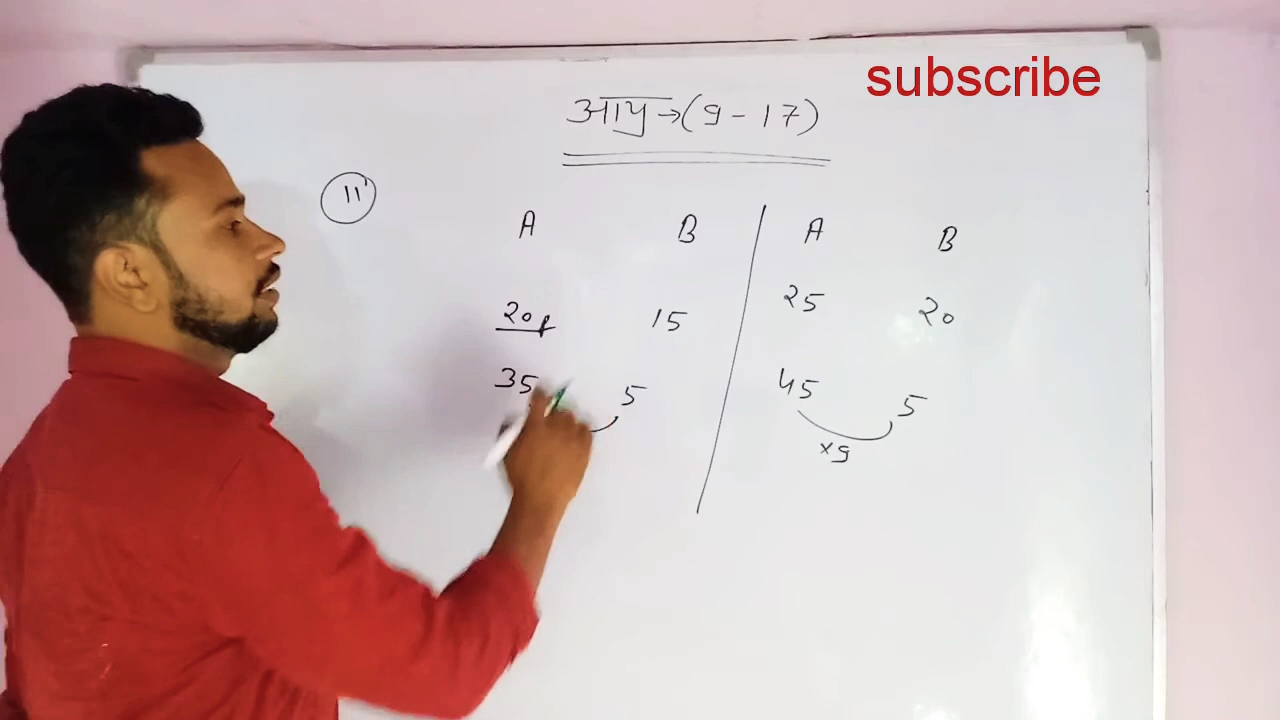 subscribe
आयु→(9-17)
11
A B A B
20 15 25 20
35 5 45 5
×9